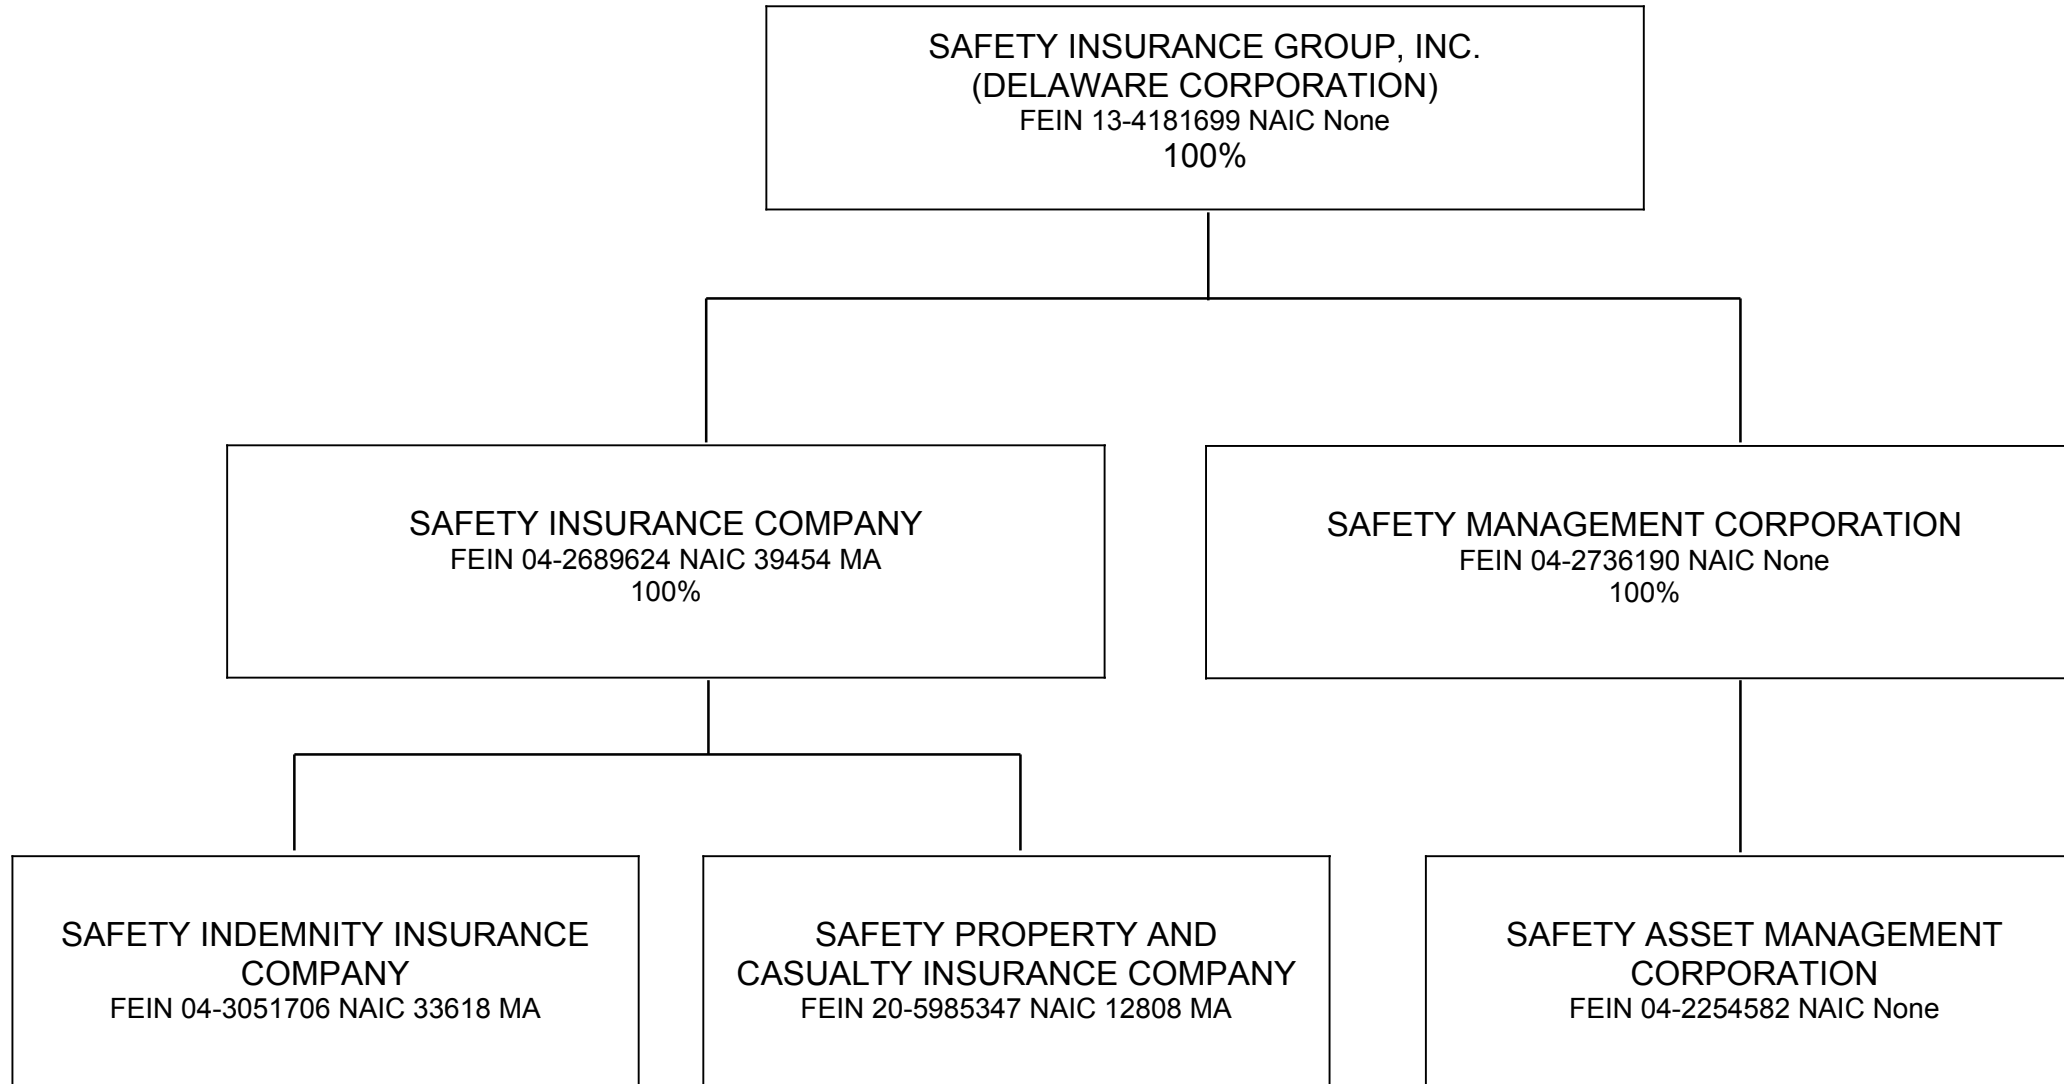 SAFETY INSURANCE GROUP, INC.
(DELAWARE CORPORATION)
FEIN 13-4181699 NAIC None
100%
SAFETY INSURANCE COMPANY
FEIN 04-2689624 NAIC 39454 MA
100%
SAFETY MANAGEMENT CORPORATION
FEIN 04-2736190 NAIC None
100%
SAFETY INDEMNITY INSURANCE
COMPANY
FEIN 04-3051706 NAIC 33618 MA
SAFETY PROPERTY AND
CASUALTY INSURANCE COMPANY
FEIN 20-5985347 NAIC 12808 MA
SAFETY ASSET MANAGEMENT
CORPORATION
FEIN 04-2254582 NAIC None